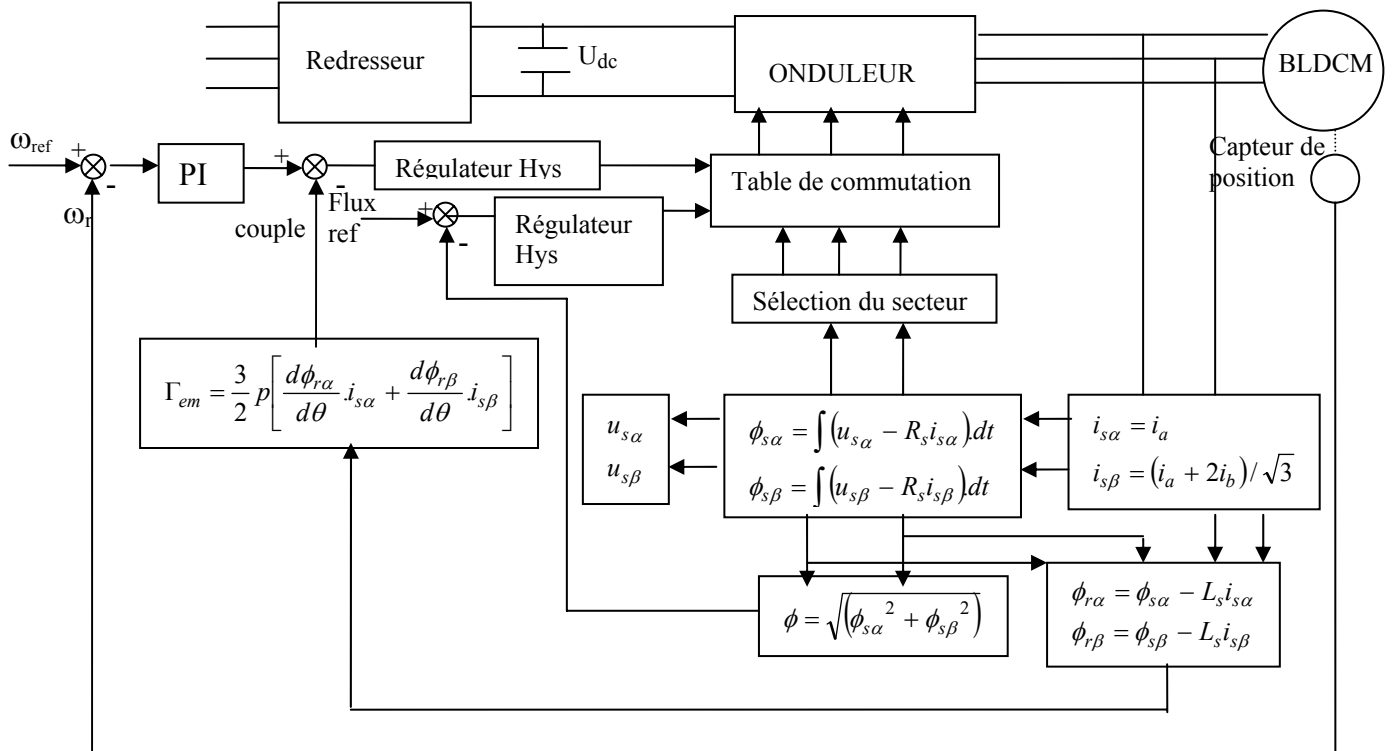 Redresseur
U_dc
ONDULEUR
BLDCM
ω_ref
+
-
PI
+
-
Régulateur Hys
Table de commutation
Capteur de
position
ω_r
couple
Flux
ref
+
-
Régulateur
Hys
Sélection du secteur
Γ_em = 3/2 p[dϕ_rα/dθ .i_sα + dϕ_rβ/dθ .i_sβ]
u_sα
u_sβ
ϕ_sα = ∫(u_sα − R_s i_sα).dt
ϕ_sβ = ∫(u_sβ − R_s i_sβ).dt
i_sα = i_a
i_sβ = (i_a + 2i_b)/√3
ϕ = √(ϕ_sα² + ϕ_sβ²)
ϕ_rα = ϕ_sα − L_s i_sα
ϕ_rβ = ϕ_sβ − L_s i_sβ